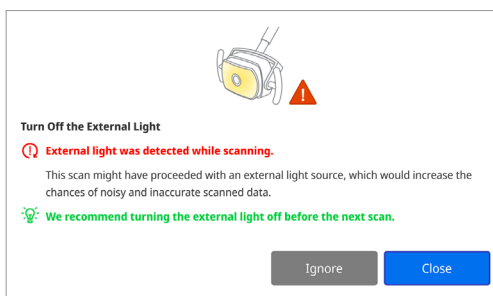 Turn Off the External Light
External light was detected while scanning.
This scan might have proceeded with an external light source, which would increase the
chances of noisy and inaccurate scanned data.
We recommend turning the external light off before the next scan.
Ignore
Close